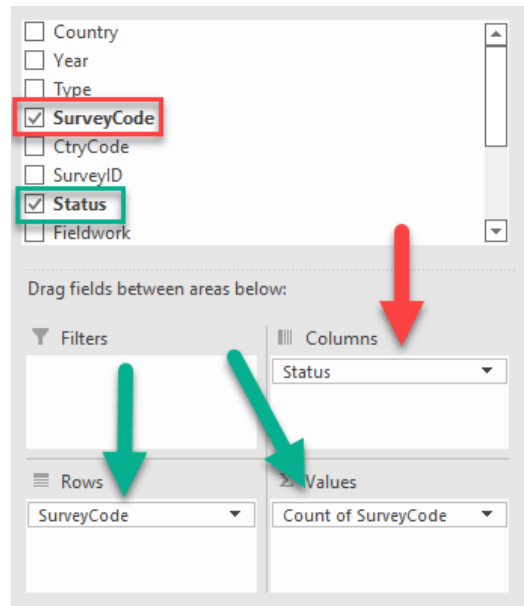 Country
Year
Type
SurveyCode
CtryCode
SurveyID
Status
Fieldwork
Drag fields between areas below:
Filters
Columns
Status
Rows
Σ Values
SurveyCode
Count of SurveyCode